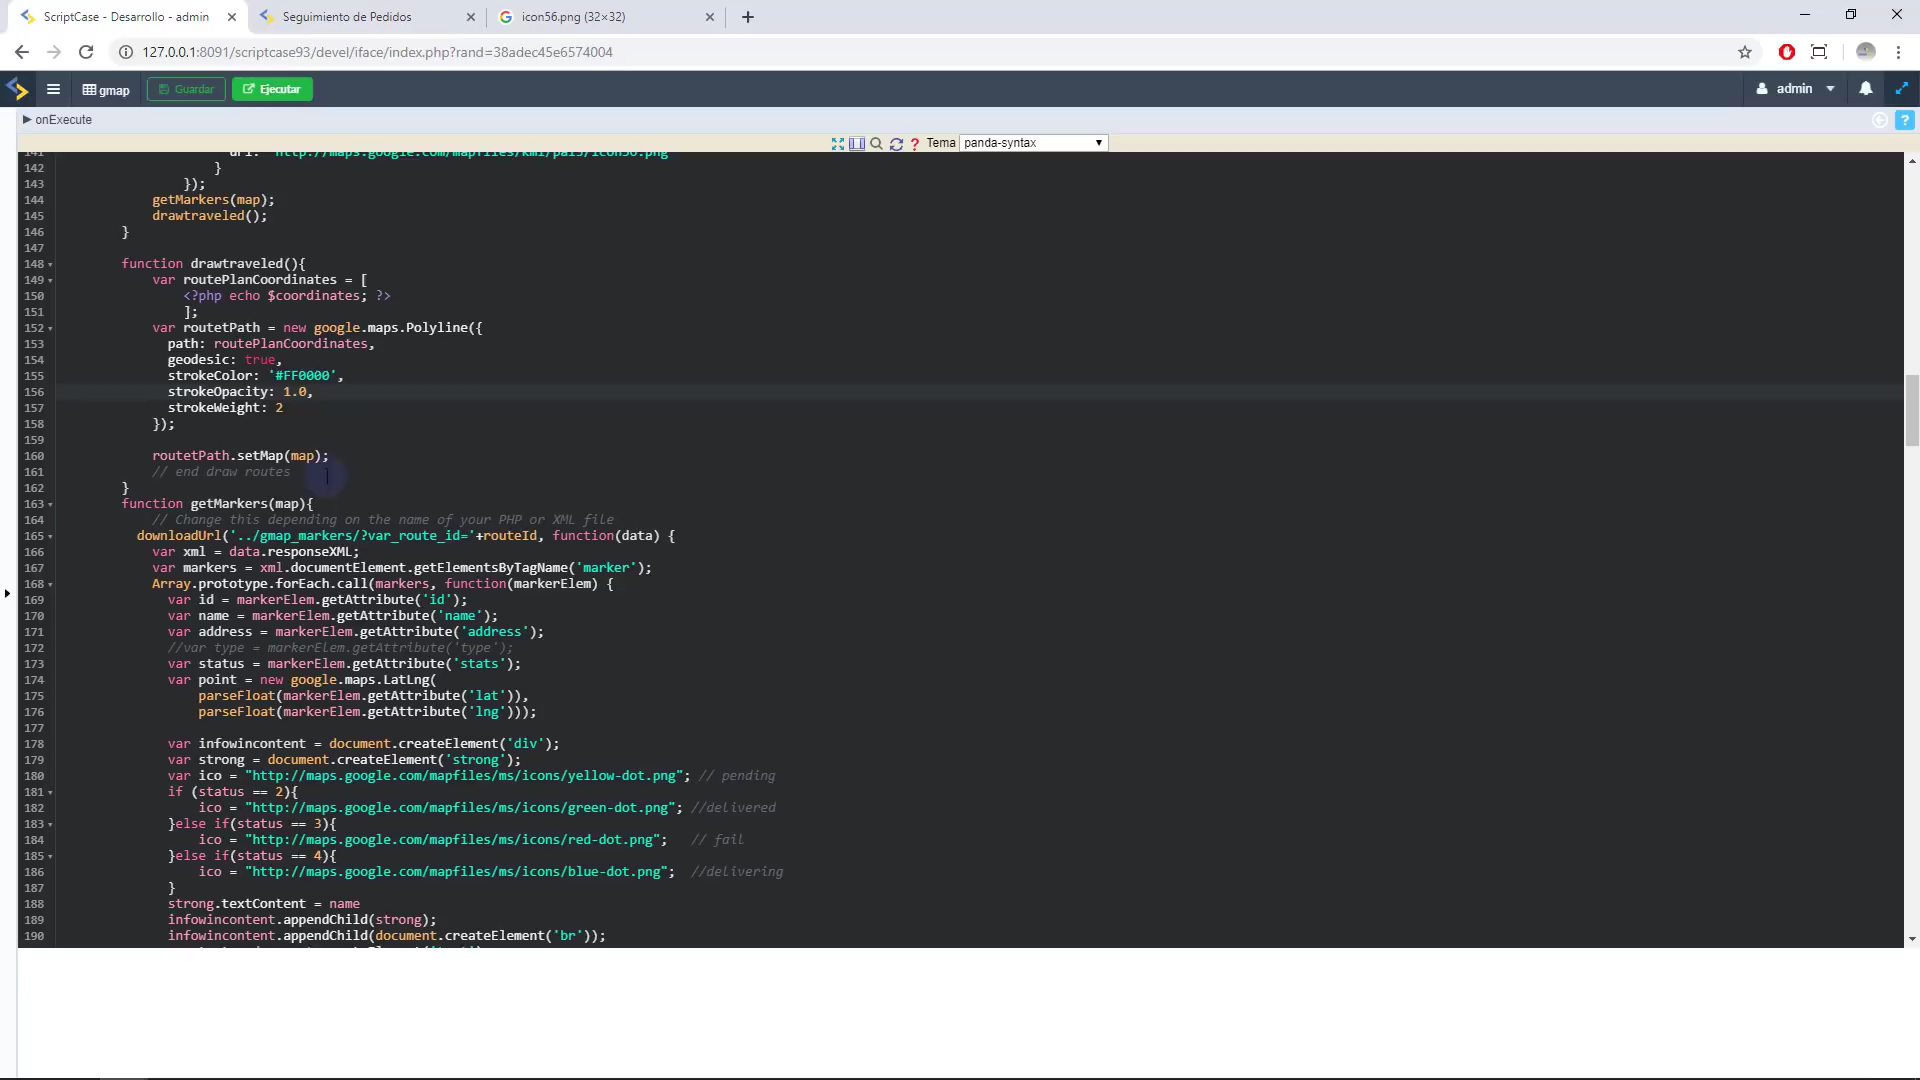 ScriptCase - Desarrollo - admin
Seguimiento de Pedidos
icon56.png (32×32)
127.0.0.1:8091/scriptcase93/devel/iface/index.php?rand=38adec45e6574004
gmap
Guardar
Ejecutar
admin
onExecute
Tema
panda-syntax
141 url: "http://maps.google.com/mapfiles/kml/pal3/icon56.png"
142 }
143 });
144 getMarkers(map);
145 drawtraveled();
146 }
147
148 function drawtraveled(){
149 var routePlanCoordinates = [
150 <?php echo $coordinates; ?>
151 ];
152 var routetPath = new google.maps.Polyline({
153 path: routePlanCoordinates,
154 geodesic: true,
155 strokeColor: '#FF0000',
156 strokeOpacity: 1.0,
157 strokeWeight: 2
158 });
159
160 routetPath.setMap(map);
161 // end draw routes
162 }
163 function getMarkers(map){
164 // Change this depending on the name of your PHP or XML file
165 downloadUrl('../gmap_markers/?var_route_id='+routeId, function(data) {
166 var xml = data.responseXML;
167 var markers = xml.documentElement.getElementsByTagName('marker');
168 Array.prototype.forEach.call(markers, function(markerElem) {
169 var id = markerElem.getAttribute('id');
170 var name = markerElem.getAttribute('name');
171 var address = markerElem.getAttribute('address');
172 //var type = markerElem.getAttribute('type');
173 var status = markerElem.getAttribute('stats');
174 var point = new google.maps.LatLng(
175 parseFloat(markerElem.getAttribute('lat')),
176 parseFloat(markerElem.getAttribute('lng')));
177
178 var infowincontent = document.createElement('div');
179 var strong = document.createElement('strong');
180 var ico = "http://maps.google.com/mapfiles/ms/icons/yellow-dot.png"; // pending
181 if (status == 2){
182 ico = "http://maps.google.com/mapfiles/ms/icons/green-dot.png"; //delivered
183 }else if(status == 3){
184 ico = "http://maps.google.com/mapfiles/ms/icons/red-dot.png"; // fail
185 }else if(status == 4){
186 ico = "http://maps.google.com/mapfiles/ms/icons/blue-dot.png"; //delivering
187 }
188 strong.textContent = name
189 infowincontent.appendChild(strong);
190 infowincontent.appendChild(document.createElement('br'));